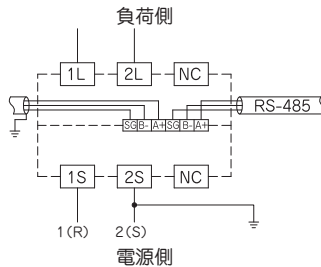 負荷側
1L 2L NC
RS-485
SG B- A+ SG B- A+
1S 2S NC
1(R) 2(S)
電源側